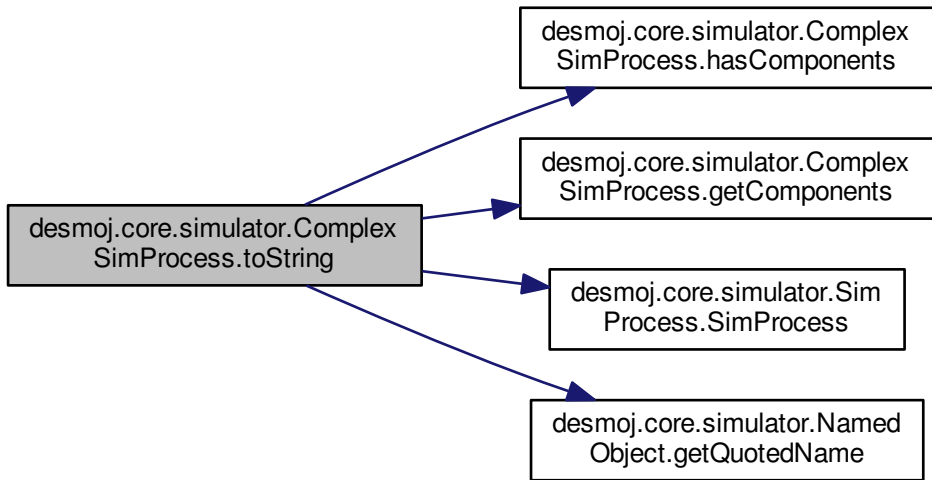 desmoj.core.simulator.Complex
SimProcess.hasComponents
desmoj.core.simulator.Complex
SimProcess.getComponents
desmoj.core.simulator.Complex
SimProcess.toString
desmoj.core.simulator.Sim
Process.SimProcess
desmoj.core.simulator.Named
Object.getQuotedName